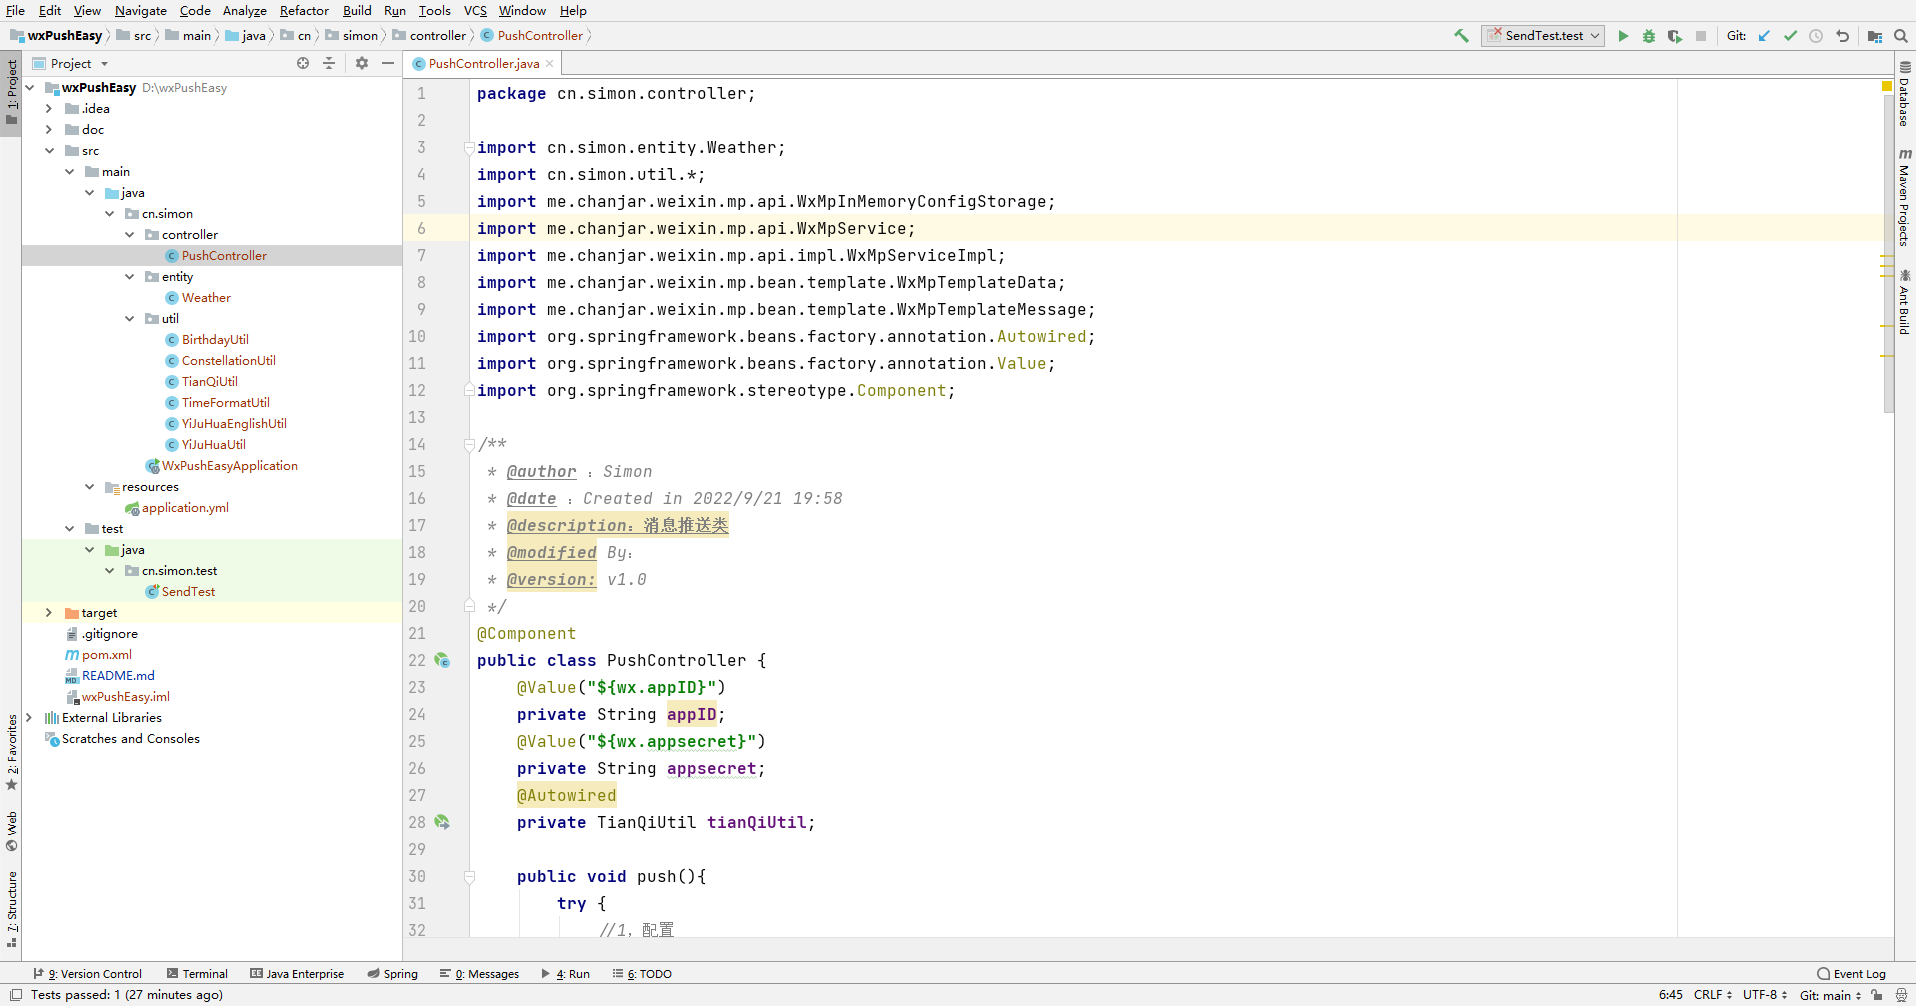 File Edit View Navigate Code Analyze Refactor Build Run Tools VCS Window Help
wxPushEasy src main java cn simon controller PushController
SendTest.test Git:
1: Project
2: Favorites
Web
7: Structure
Project
wxPushEasy D:\wxPushEasy
.idea
doc
src
main
java
cn.simon
controller
PushController
entity
Weather
util
BirthdayUtil
ConstellationUtil
TianQiUtil
TimeFormatUtil
YiJuHuaEnglishUtil
YiJuHuaUtil
WxPushEasyApplication
resources
application.yml
test
java
cn.simon.test
SendTest
target
.gitignore
pom.xml
README.md
wxPushEasy.iml
External Libraries
Scratches and Consoles
PushController.java
1 package cn.simon.controller;
2
3 import cn.simon.entity.Weather;
4 import cn.simon.util.*;
5 import me.chanjar.weixin.mp.api.WxMpInMemoryConfigStorage;
6 import me.chanjar.weixin.mp.api.WxMpService;
7 import me.chanjar.weixin.mp.api.impl.WxMpServiceImpl;
8 import me.chanjar.weixin.mp.bean.template.WxMpTemplateData;
9 import me.chanjar.weixin.mp.bean.template.WxMpTemplateMessage;
10 import org.springframework.beans.factory.annotation.Autowired;
11 import org.springframework.beans.factory.annotation.Value;
12 import org.springframework.stereotype.Component;
13
14 /**
15 * @author ：Simon
16 * @date ：Created in 2022/9/21 19:58
17 * @description：消息推送类
18 * @modified By：
19 * @version: v1.0
20 */
21 @Component
22 public class PushController {
23 @Value("${wx.appID}")
24 private String appID;
25 @Value("${wx.appsecret}")
26 private String appsecret;
27 @Autowired
28 private TianQiUtil tianQiUtil;
29
30 public void push(){
31 try {
32 //1，配置
Database
Maven Projects
Ant Build
9: Version Control Terminal Java Enterprise Spring 0: Messages 4: Run 6: TODO Event Log
Tests passed: 1 (27 minutes ago) 6:45 CRLF UTF-8 Git: main